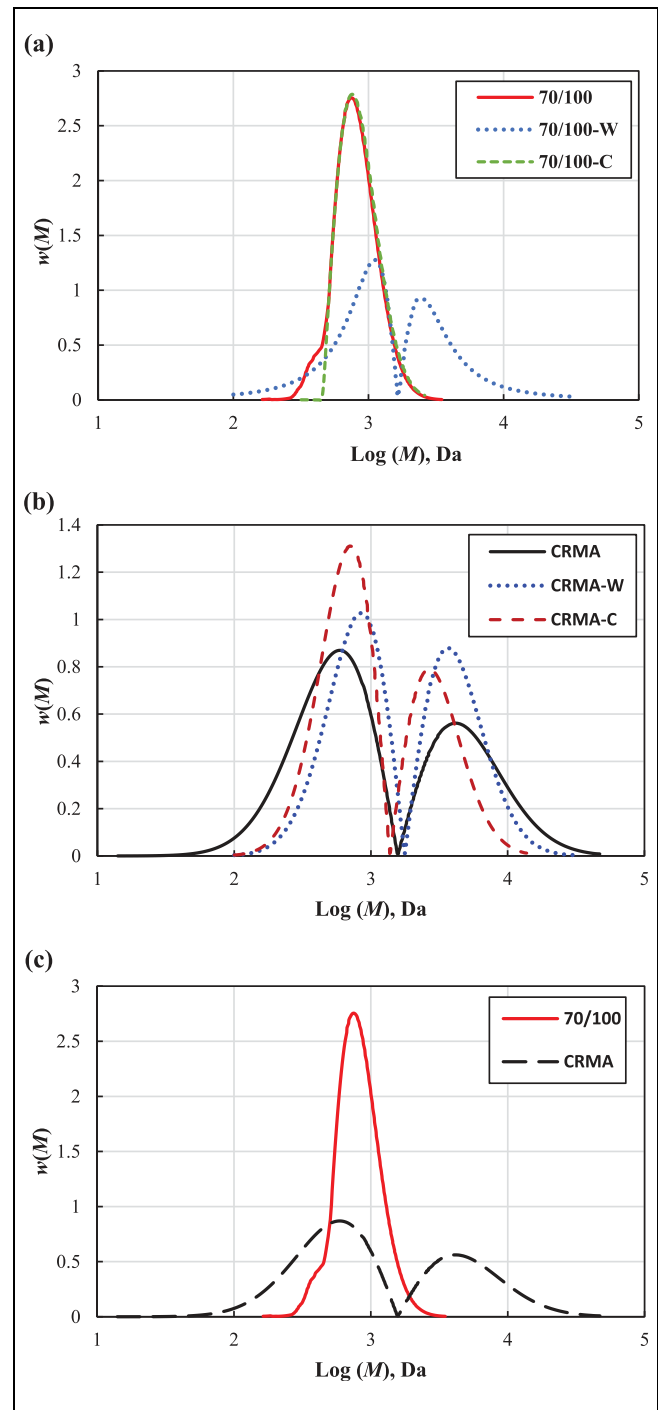 (a)
3
2.5
2
1.5
1
0.5
0
w(M)
70/100
70/100-W
70/100-C
1 2 3 4 5
Log (M), Da
(b)
1.4
1.2
1
0.8
0.6
0.4
0.2
0
w(M)
CRMA
CRMA-W
CRMA-C
1 2 3 4 5
Log (M), Da
(c)
3
2.5
2
1.5
1
0.5
0
w(M)
70/100
CRMA
1 2 3 4 5
Log (M), Da